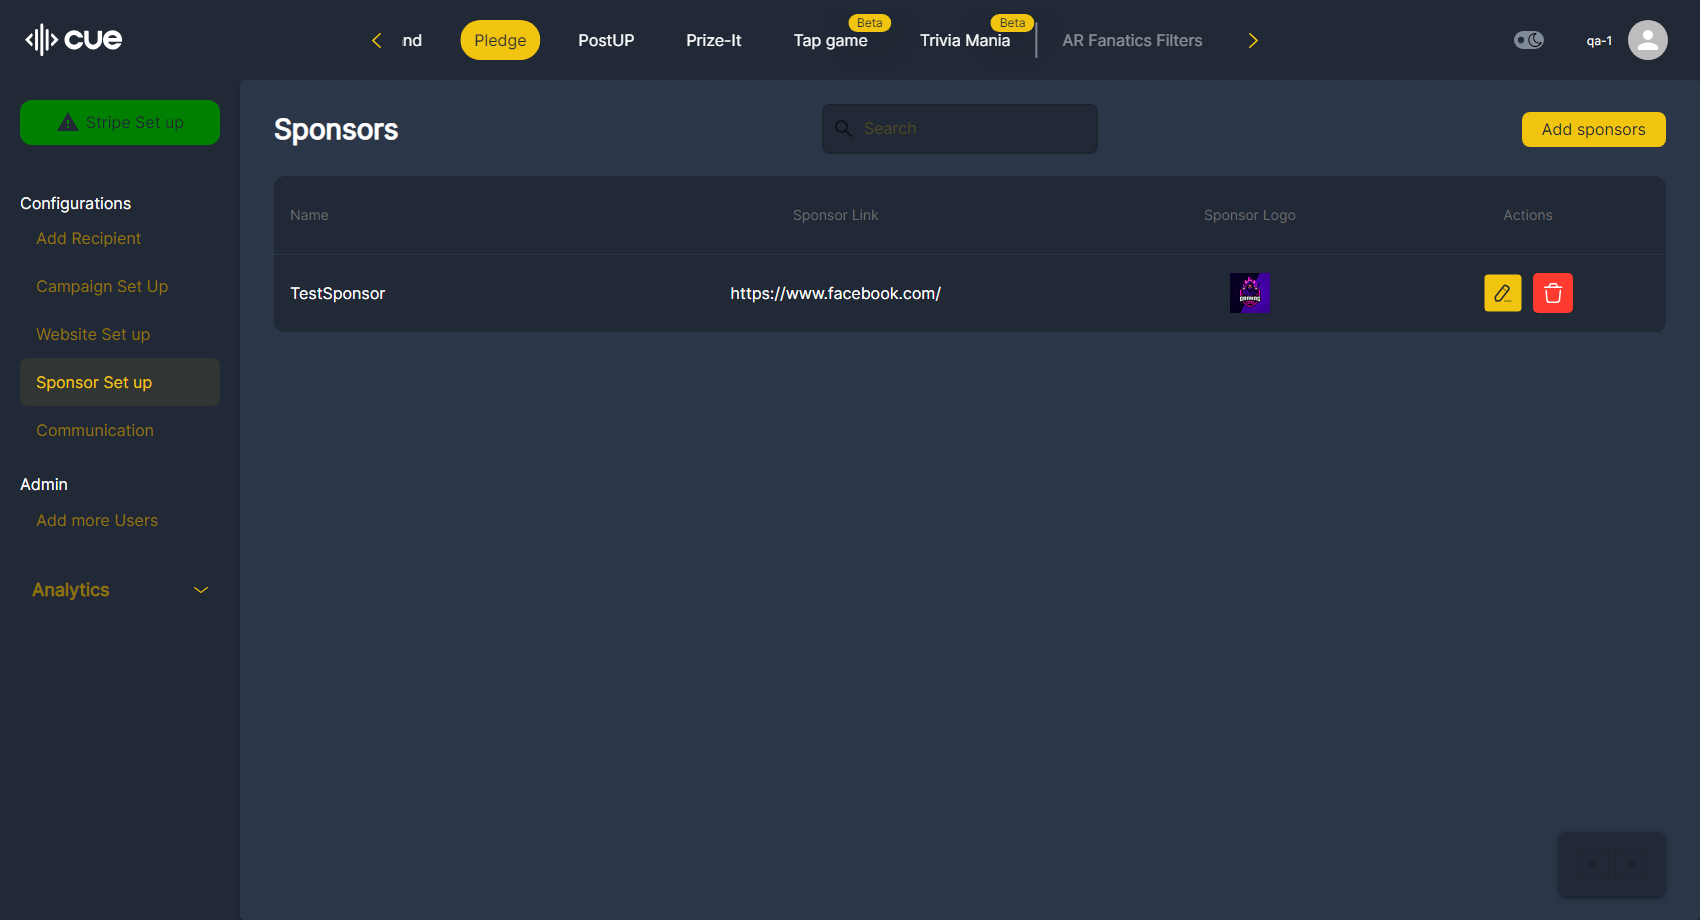 cue
nd
Pledge
PostUP
Prize-It
Tap game
Beta
Trivia Mania
Beta
AR Fanatics Filters
qa-1
Stripe Set up
Configurations
Add Recipient
Campaign Set Up
Website Set up
Sponsor Set up
Communication
Admin
Add more Users
Analytics
Sponsors
Search
Add sponsors
Name
Sponsor Link
Sponsor Logo
Actions
TestSponsor
https://www.facebook.com/
GAMING